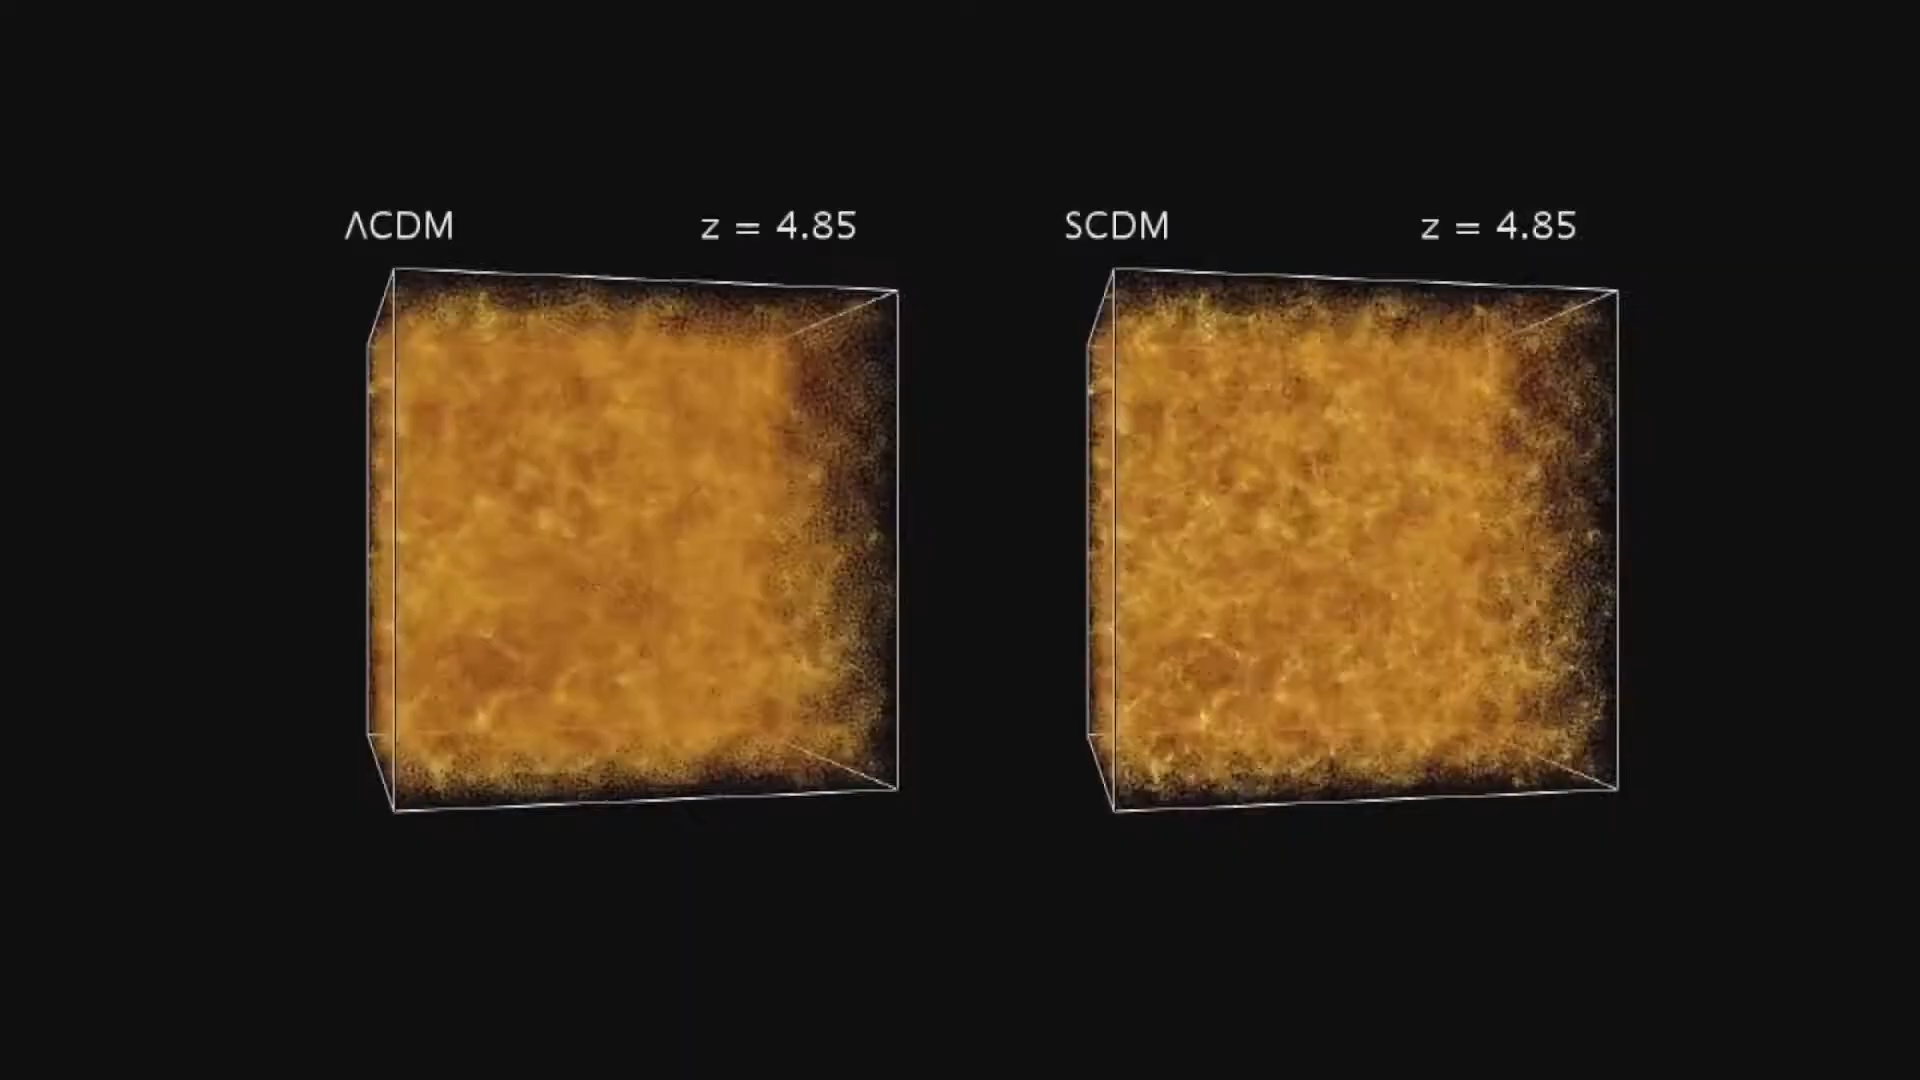 ΛCDM z = 4.85
SCDM z = 4.85